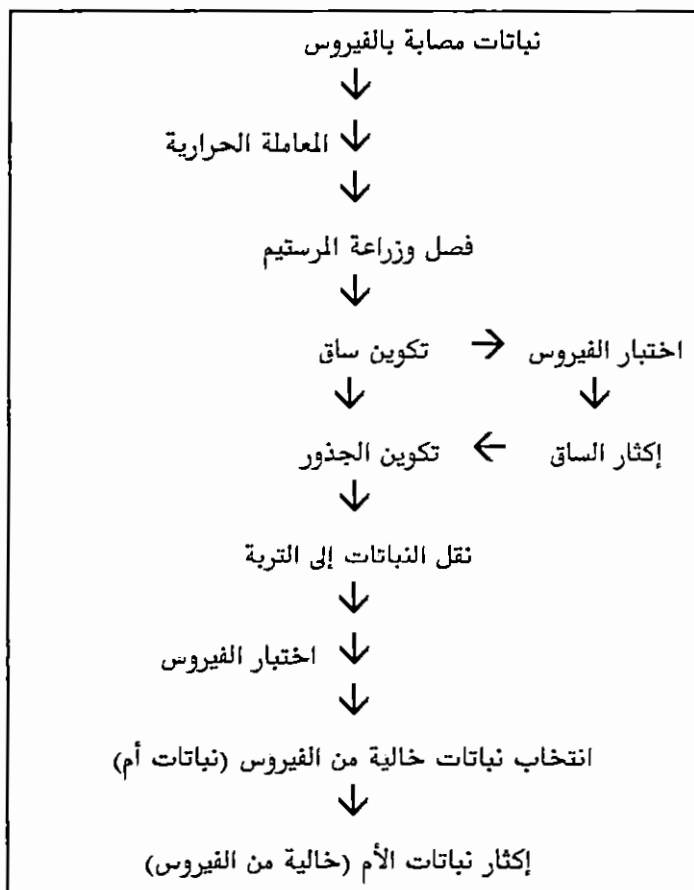 نباتات مصابة بالفيروس
المعاملة الحرارية
فصل وزراعة المرستيم
تكوين ساق → اختبار الفيروس
تكوين الجذور ← إكثار الساق
نقل النباتات إلى التربة
اختبار الفيروس
انتخاب نباتات خالية من الفيروس (نباتات أم)
إكثار نباتات الأم (خالية من الفيروس)